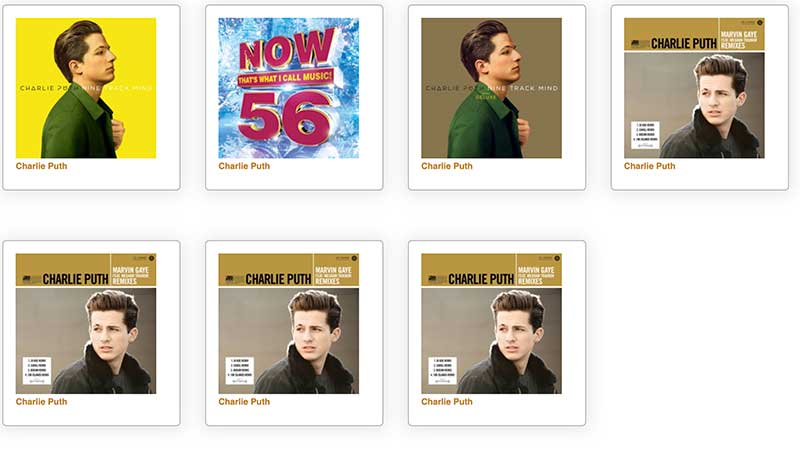 CHARLIE PUTH NINE TRACK MIND
Charlie Puth
NOW
THAT'S WHAT I CALL MUSIC!
56
Charlie Puth
CHARLIE PUTH NINE TRACK MIND
DELUXE
Charlie Puth
CHARLIE PUTH
MARVIN GAYE
FEAT. MEGHAN TRAINOR
REMIXES
Charlie Puth
CHARLIE PUTH
MARVIN GAYE
FEAT. MEGHAN TRAINOR
REMIXES
Charlie Puth
CHARLIE PUTH
MARVIN GAYE
FEAT. MEGHAN TRAINOR
REMIXES
Charlie Puth
CHARLIE PUTH
MARVIN GAYE
FEAT. MEGHAN TRAINOR
REMIXES
Charlie Puth